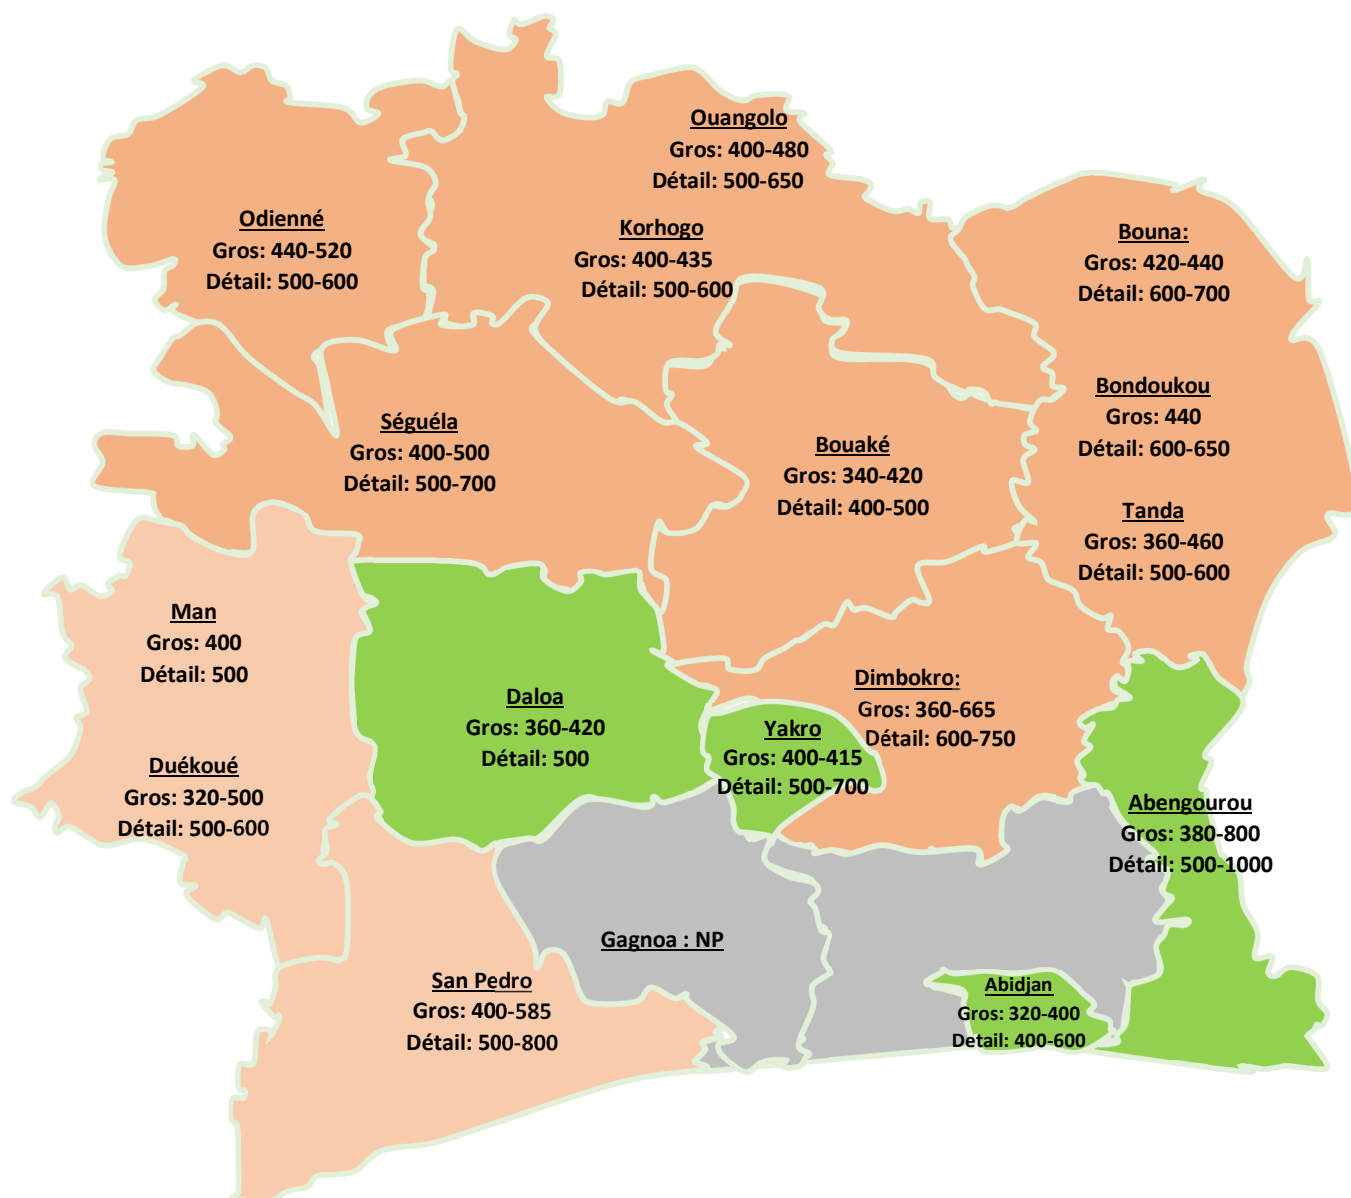 Ouangolo
Gros: 400-480
Détail: 500-650
Odienné
Gros: 440-520
Détail: 500-600
Korhogo
Gros: 400-435
Détail: 500-600
Bouna:
Gros: 420-440
Détail: 600-700
Bondoukou
Gros: 440
Détail: 600-650
Séguéla
Gros: 400-500
Détail: 500-700
Bouaké
Gros: 340-420
Détail: 400-500
Tanda
Gros: 360-460
Détail: 500-600
Man
Gros: 400
Détail: 500
Daloa
Gros: 360-420
Détail: 500
Dimbokro:
Gros: 360-665
Détail: 600-750
Yakro
Gros: 400-415
Détail: 500-700
Duékoué
Gros: 320-500
Détail: 500-600
Abengourou
Gros: 380-800
Détail: 500-1000
Gagnoa : NP
San Pedro
Gros: 400-585
Détail: 500-800
Abidjan
Gros: 320-400
Detail: 400-600